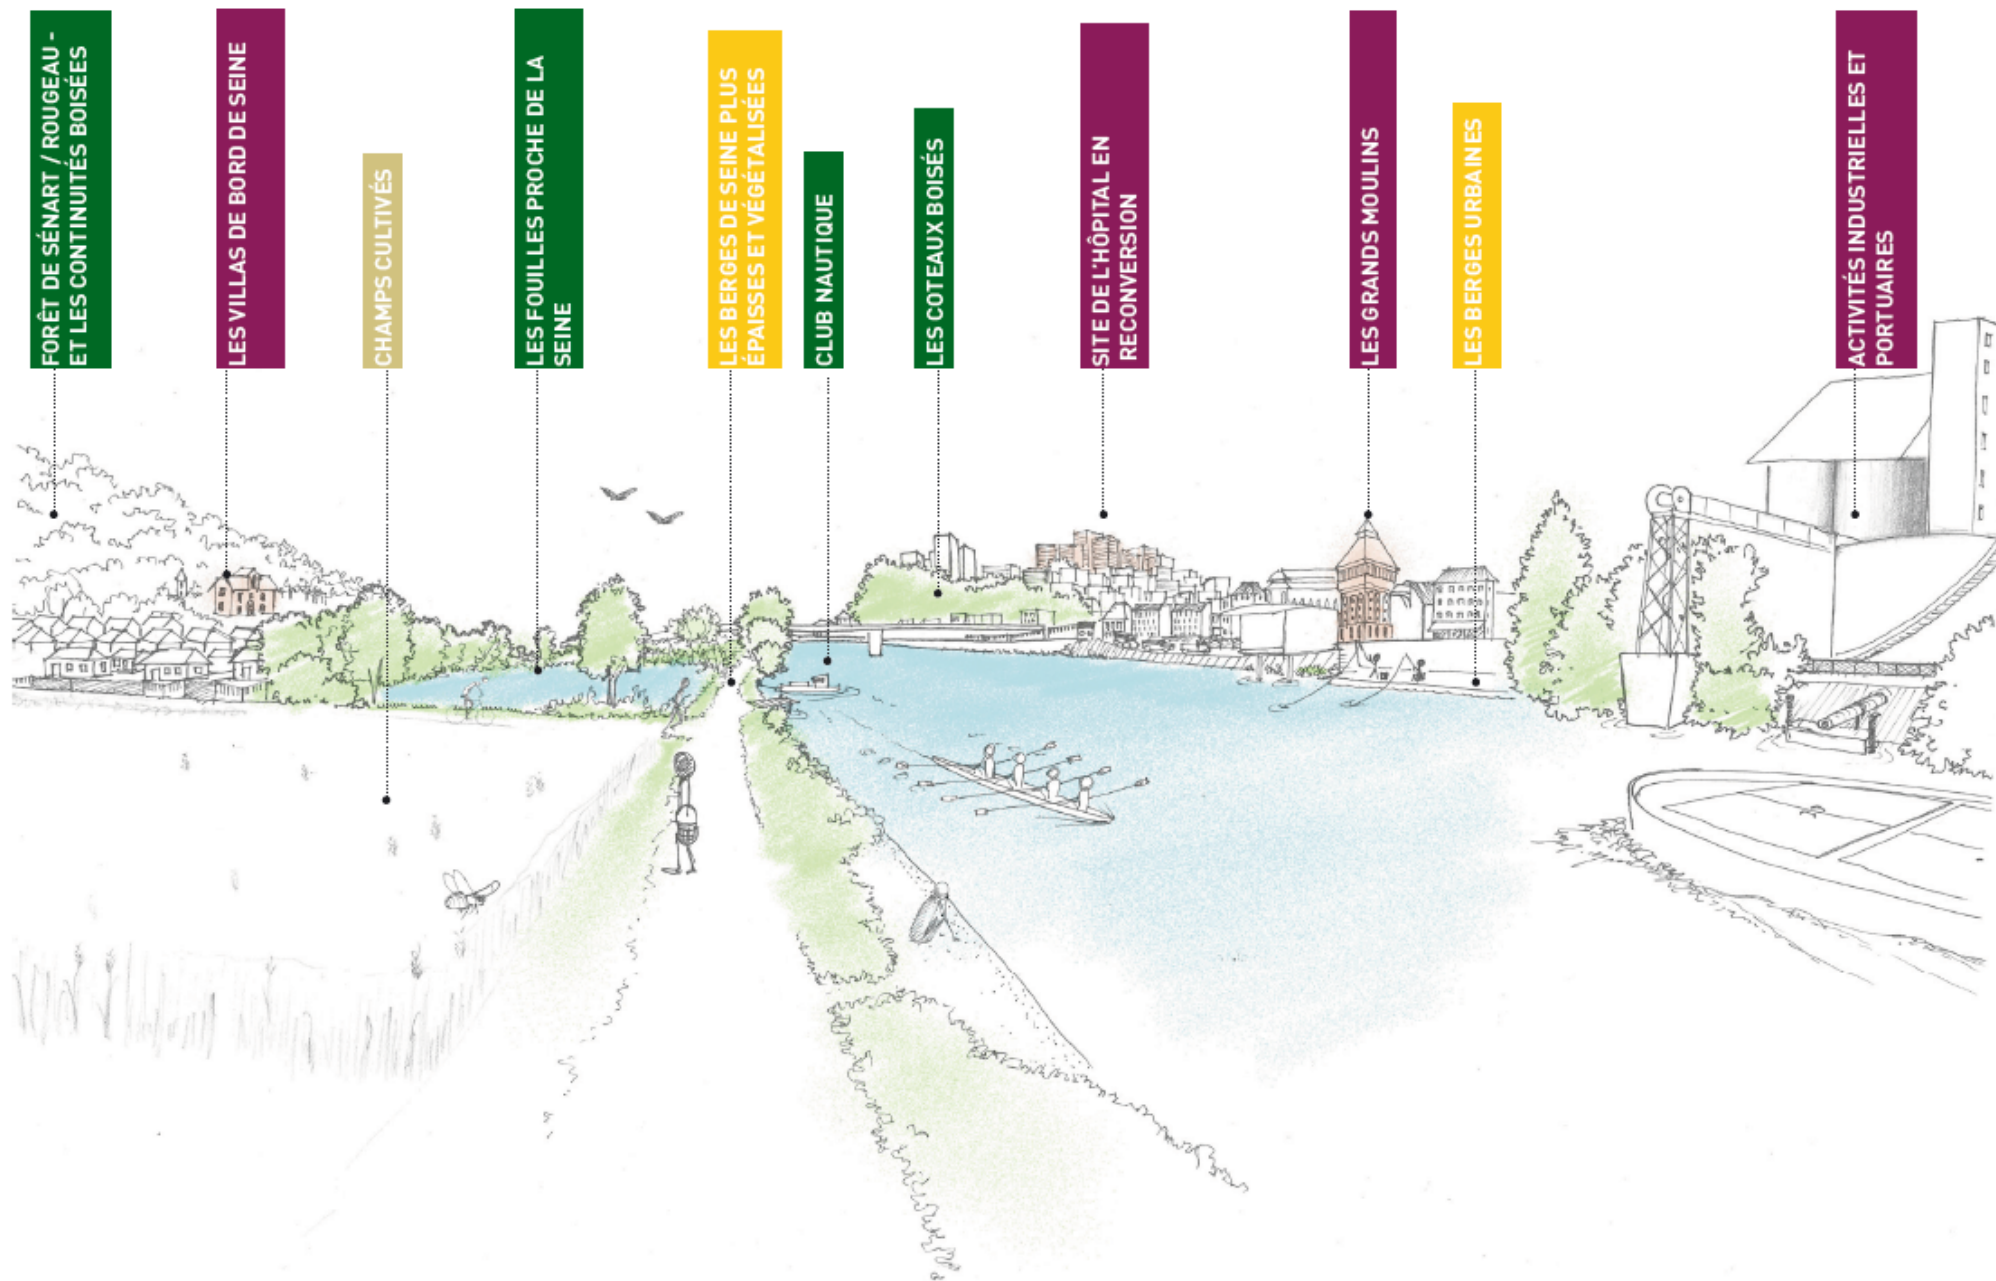 FORÊT DE SÉNART / ROUGEAU -
ET LES CONTINUITÉS BOISÉES
LES VILLAS DE BORD DE SEINE
CHAMPS CULTIVÉS
LES FOUILLES PROCHE DE LA
SEINE
LES BERGES DE SEINE PLUS
ÉPAISSES ET VÉGÉTALISÉES
CLUB NAUTIQUE
LES COTEAUX BOISÉS
SITE DE L'HÔPITAL EN
RECONVERSION
LES GRANDS MOULINS
LES BERGES URBAINES
ACTIVITÉS INDUSTRIELLES ET
PORTUAIRES